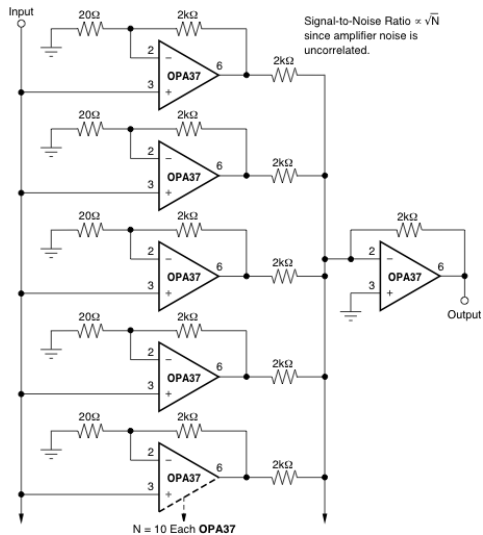 Input
20Ω
2kΩ
2
3
6
OPA37
2kΩ
Signal-to-Noise Ratio ∝ √N
since amplifier noise is
uncorrelated.
20Ω
2kΩ
2
3
6
OPA37
2kΩ
20Ω
2kΩ
2
3
6
OPA37
2kΩ
2kΩ
2
3
6
OPA37
Output
20Ω
2kΩ
2
3
6
OPA37
2kΩ
20Ω
2kΩ
2
3
6
OPA37
2kΩ
N = 10 Each OPA37